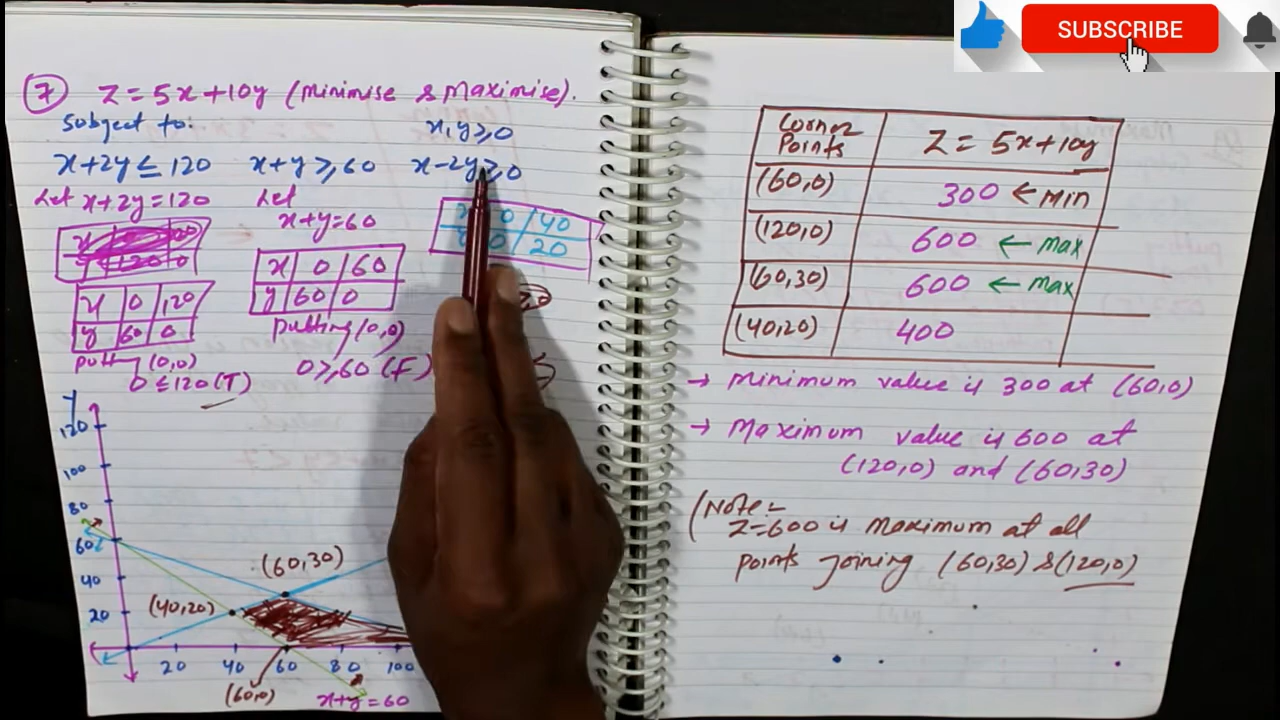 SUBSCRIBE
7 Z = 5x+10y (minimise & maximise).
Subject to x,y≥0
x+2y ≤ 120 x+y ≥ 60 x-2y ≥ 0
Let x+2y = 120 Let
x+y=60
0 40
0 20
x 0 60
y 60 0
x 0 120
y 60 0
putting (0,0)
0 ≤ 120 (T)
putting (0,0)
0 ≥ 60 (F)
Y
120
100
80
60
40
20
(60,30)
(40,20)
20 40 60 80 100
(60,0)
x+y=60
Corner Z = 5x+10y
Points
(60,0) 300 ← min
(120,0) 600 ← max
(60,30) 600 ← max
(40,20) 400
→ minimum value is 300 at (60,0)
→ maximum value is 600 at
(120,0) and (60,30)
(Note:-
Z=600 is maximum at all
points joining (60,30) & (120,0)